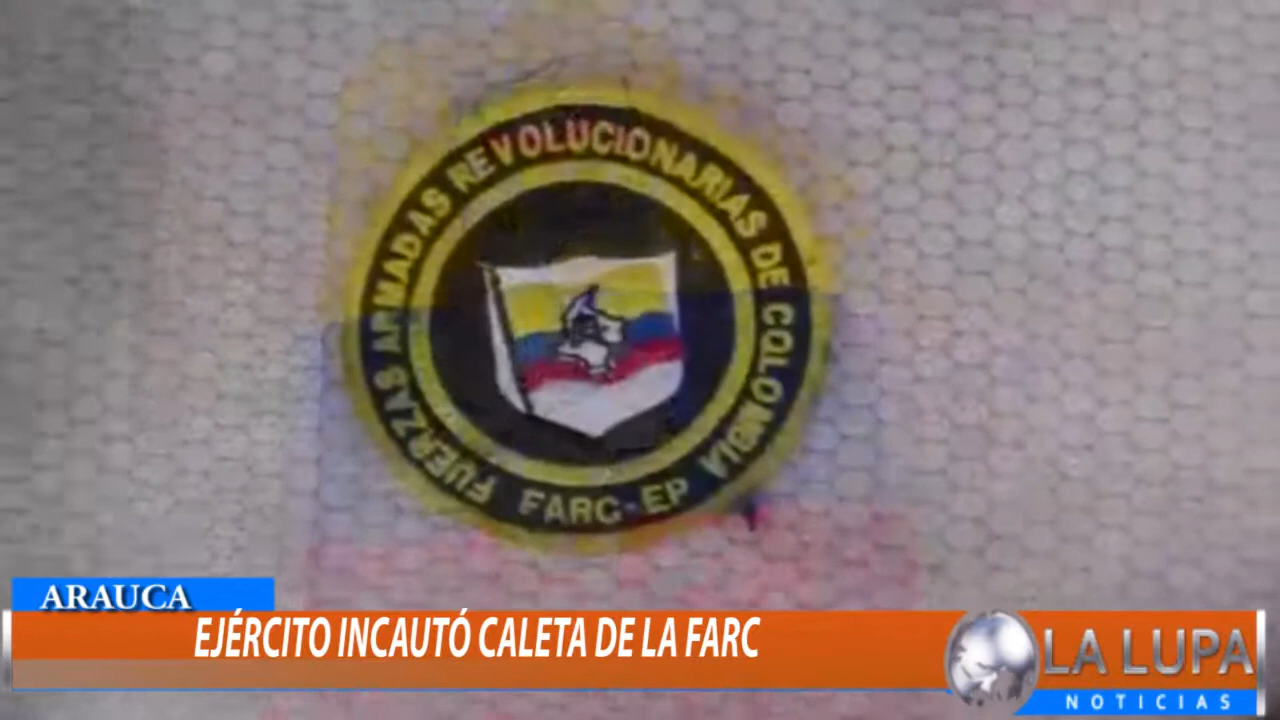 FUERZAS ARMADAS REVOLUCIONARIAS DE COLOMBIA
FARC-EP
ARAUCA
EJÉRCITO INCAUTÓ CALETA DE LA FARC
LA LUPA
NOTICIAS